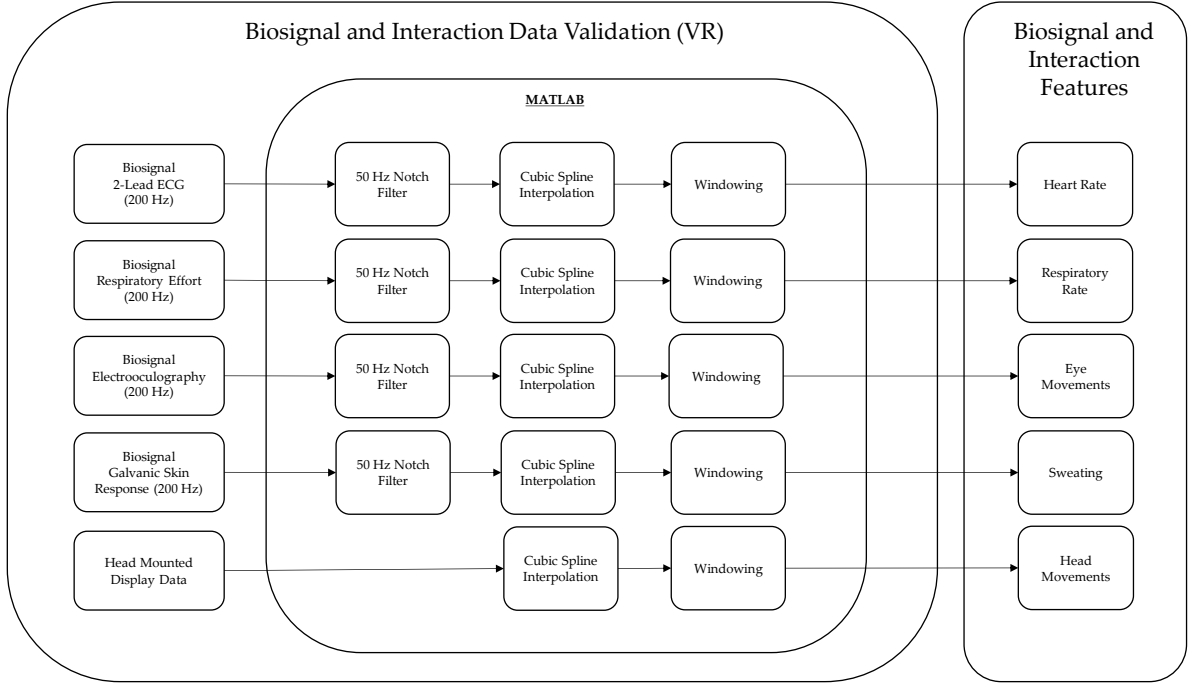 Biosignal and Interaction Data Validation (VR)
Biosignal and
Interaction
Features
MATLAB
Biosignal
2-Lead ECG
(200 Hz)
50 Hz Notch
Filter
Cubic Spline
Interpolation
Windowing
Heart Rate
Biosignal
Respiratory Effort
(200 Hz)
50 Hz Notch
Filter
Cubic Spline
Interpolation
Windowing
Respiratory
Rate
Biosignal
Electrooculography
(200 Hz)
50 Hz Notch
Filter
Cubic Spline
Interpolation
Windowing
Eye
Movements
Biosignal
Galvanic Skin
Response (200 Hz)
50 Hz Notch
Filter
Cubic Spline
Interpolation
Windowing
Sweating
Head Mounted
Display Data
Cubic Spline
Interpolation
Windowing
Head
Movements